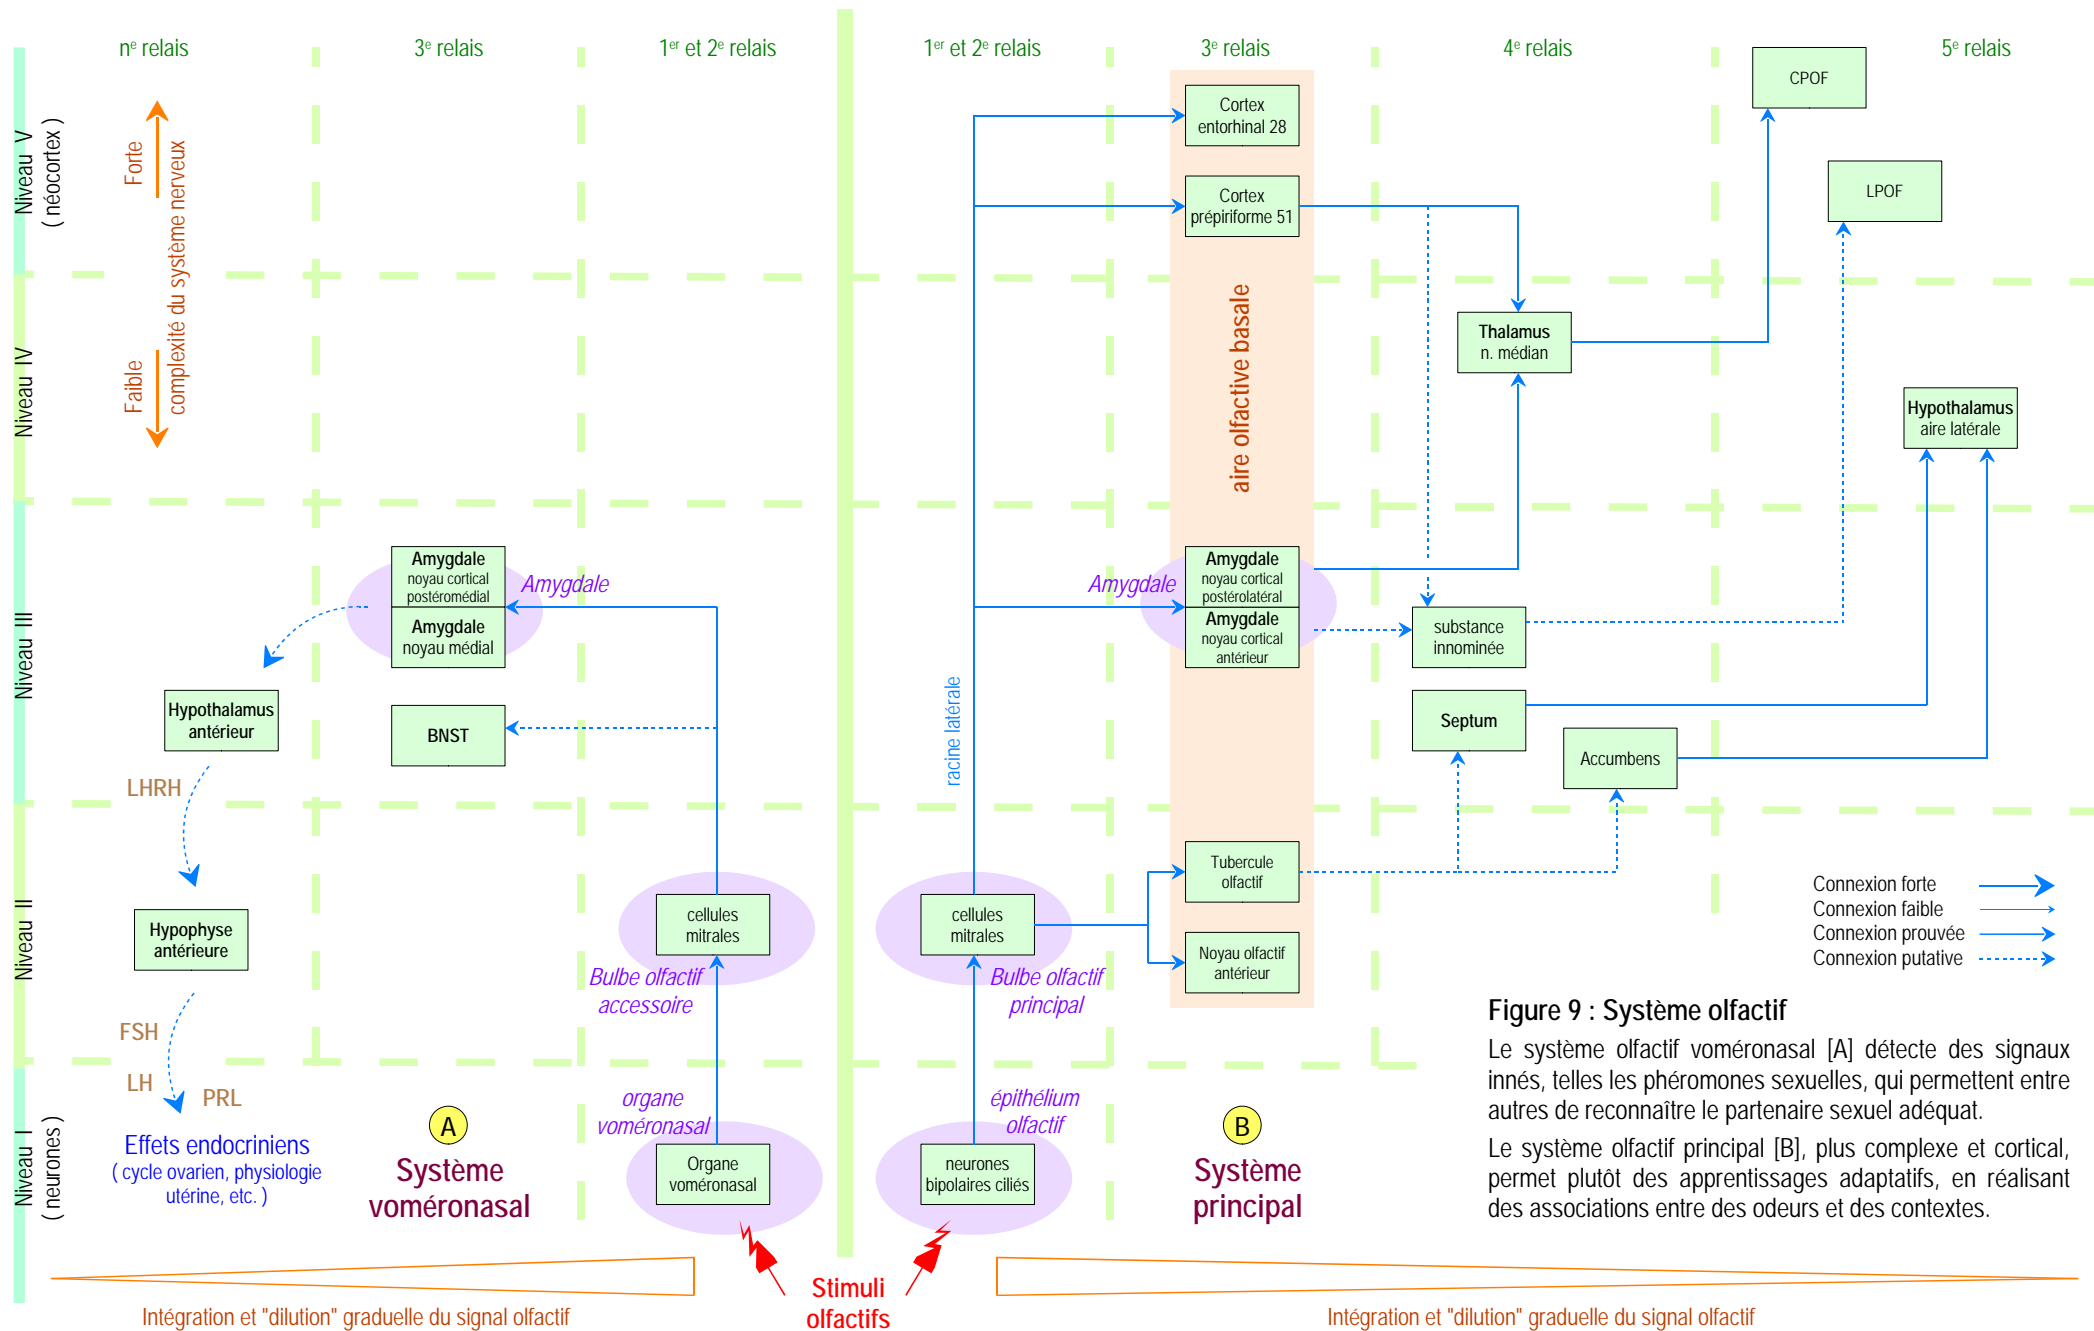 nᵉ relais
3ᵉ relais
1ᵉʳ et 2ᵉ relais
1ᵉʳ et 2ᵉ relais
3ᵉ relais
4ᵉ relais
5ᵉ relais
Niveau V
( néocortex )
Niveau IV
Niveau III
Niveau II
Niveau I
( neurones )
Forte
Faible
complexité du système nerveux
CPOF
LPOF
Cortex
entorhinal 28
Cortex
prépiriforme 51
aire olfactive basale
Thalamus
n. médian
Hypothalamus
aire latérale
Amygdale
noyau cortical
postéromédial
Amygdale
noyau médial
Amygdale
Amygdale
Amygdale
noyau cortical
postérolatéral
Amygdale
noyau cortical
antérieur
substance
innominée
Hypothalamus
antérieur
BNST
racine latérale
Septum
Accumbens
LHRH
Tubercule
olfactif
Hypophyse
antérieure
cellules
mitrales
cellules
mitrales
Noyau olfactif
antérieur
Bulbe olfactif
accessoire
Bulbe olfactif
principal
Connexion forte
Connexion faible
Connexion prouvée
Connexion putative
FSH
LH
PRL
Effets endocriniens
( cycle ovarien, physiologie
utérine, etc. )
A
Système
voméronasal
organe
voméronasal
Organe
voméronasal
épithélium
olfactif
neurones
bipolaires ciliés
B
Système
principal
Figure 9 : Système olfactif
Le système olfactif voméronasal [A] détecte des signaux
innés, telles les phéromones sexuelles, qui permettent entre
autres de reconnaître le partenaire sexuel adéquat.
Le système olfactif principal [B], plus complexe et cortical,
permet plutôt des apprentissages adaptatifs, en réalisant
des associations entre des odeurs et des contextes.
Stimuli
olfactifs
Intégration et "dilution" graduelle du signal olfactif
Intégration et "dilution" graduelle du signal olfactif